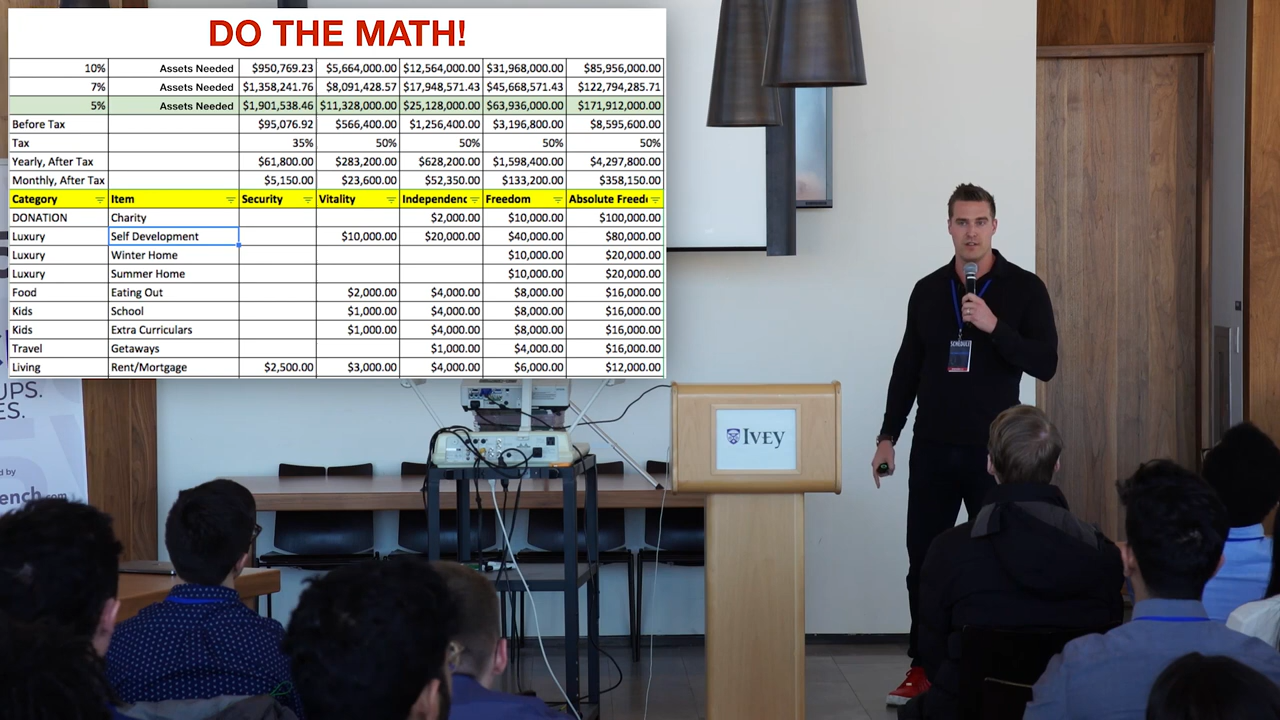 DO THE MATH!
10% Assets Needed $950,769.23 $5,664,000.00 $12,564,000.00 $31,968,000.00 $85,956,000.00
7% Assets Needed $1,358,241.76 $8,091,428.57 $17,948,571.43 $45,668,571.43 $122,794,285.71
5% Assets Needed $1,901,538.46 $11,328,000.00 $25,128,000.00 $63,936,000.00 $171,912,000.00
Before Tax $95,076.92 $566,400.00 $1,256,400.00 $3,196,800.00 $8,595,600.00
Tax 35% 50% 50% 50% 50%
Yearly, After Tax $61,800.00 $283,200.00 $628,200.00 $1,598,400.00 $4,297,800.00
Monthly, After Tax $5,150.00 $23,600.00 $52,350.00 $133,200.00 $358,150.00
Category Item Security Vitality Independenc Freedom Absolute Freed
DONATION Charity $2,000.00 $10,000.00 $100,000.00
Luxury Self Development $10,000.00 $20,000.00 $40,000.00 $80,000.00
Luxury Winter Home $10,000.00 $20,000.00
Luxury Summer Home $10,000.00 $20,000.00
Food Eating Out $2,000.00 $4,000.00 $8,000.00 $16,000.00
Kids School $1,000.00 $4,000.00 $8,000.00 $16,000.00
Kids Extra Curriculars $1,000.00 $4,000.00 $8,000.00 $16,000.00
Travel Getaways $1,000.00 $4,000.00 $16,000.00
Living Rent/Mortgage $2,500.00 $3,000.00 $4,000.00 $6,000.00 $12,000.00
UPS.
ES.
d by
ench.com
IVEY